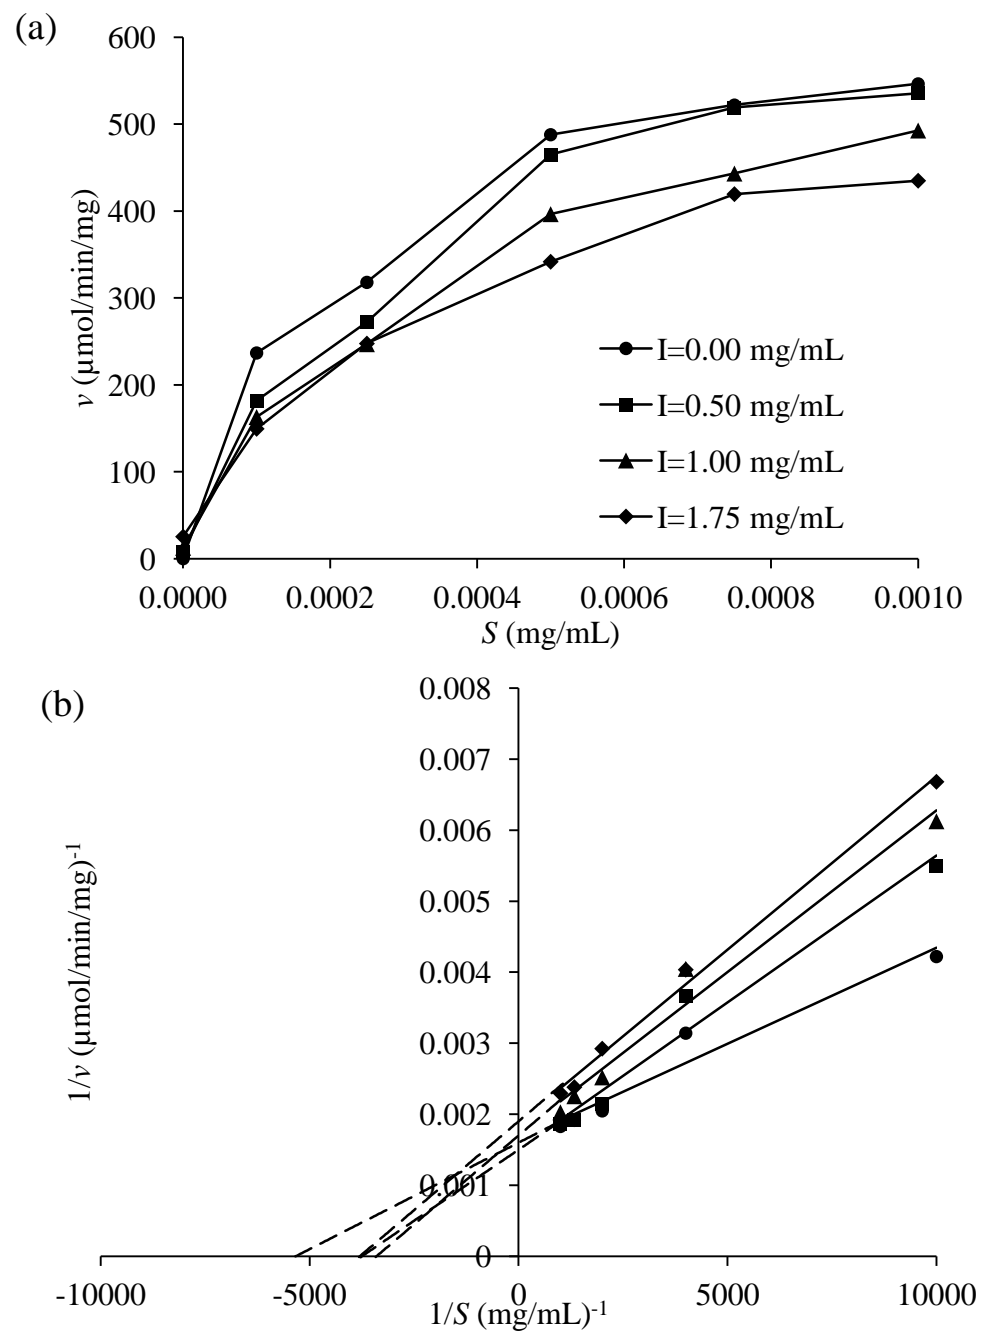 (a)
600
500
400
300
200
100
0
v (µmol/min/mg)
I=0.00 mg/mL
I=0.50 mg/mL
I=1.00 mg/mL
I=1.75 mg/mL
0.0000 0.0002 0.0004 0.0006 0.0008 0.0010
S (mg/mL)
(b)
0.008
0.007
0.006
0.005
0.004
0.003
0.002
0.001
0
1/v (µmol/min/mg)-1
-10000 -5000 0 5000 10000
1/S (mg/mL)-1